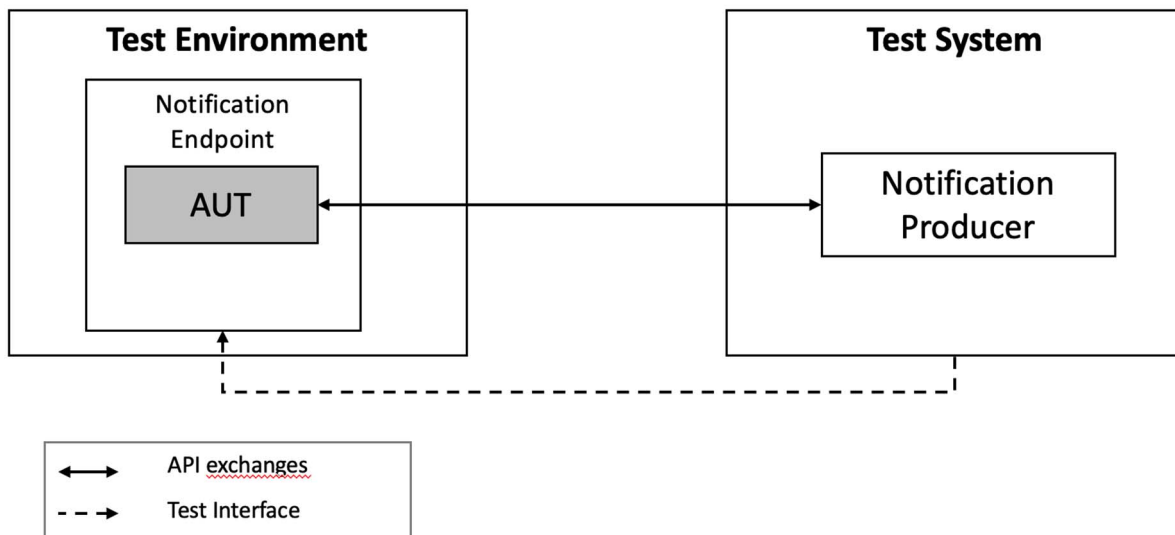 Test Environment
Test System
Notification
Endpoint
AUT
Notification
Producer
API exchanges
Test Interface